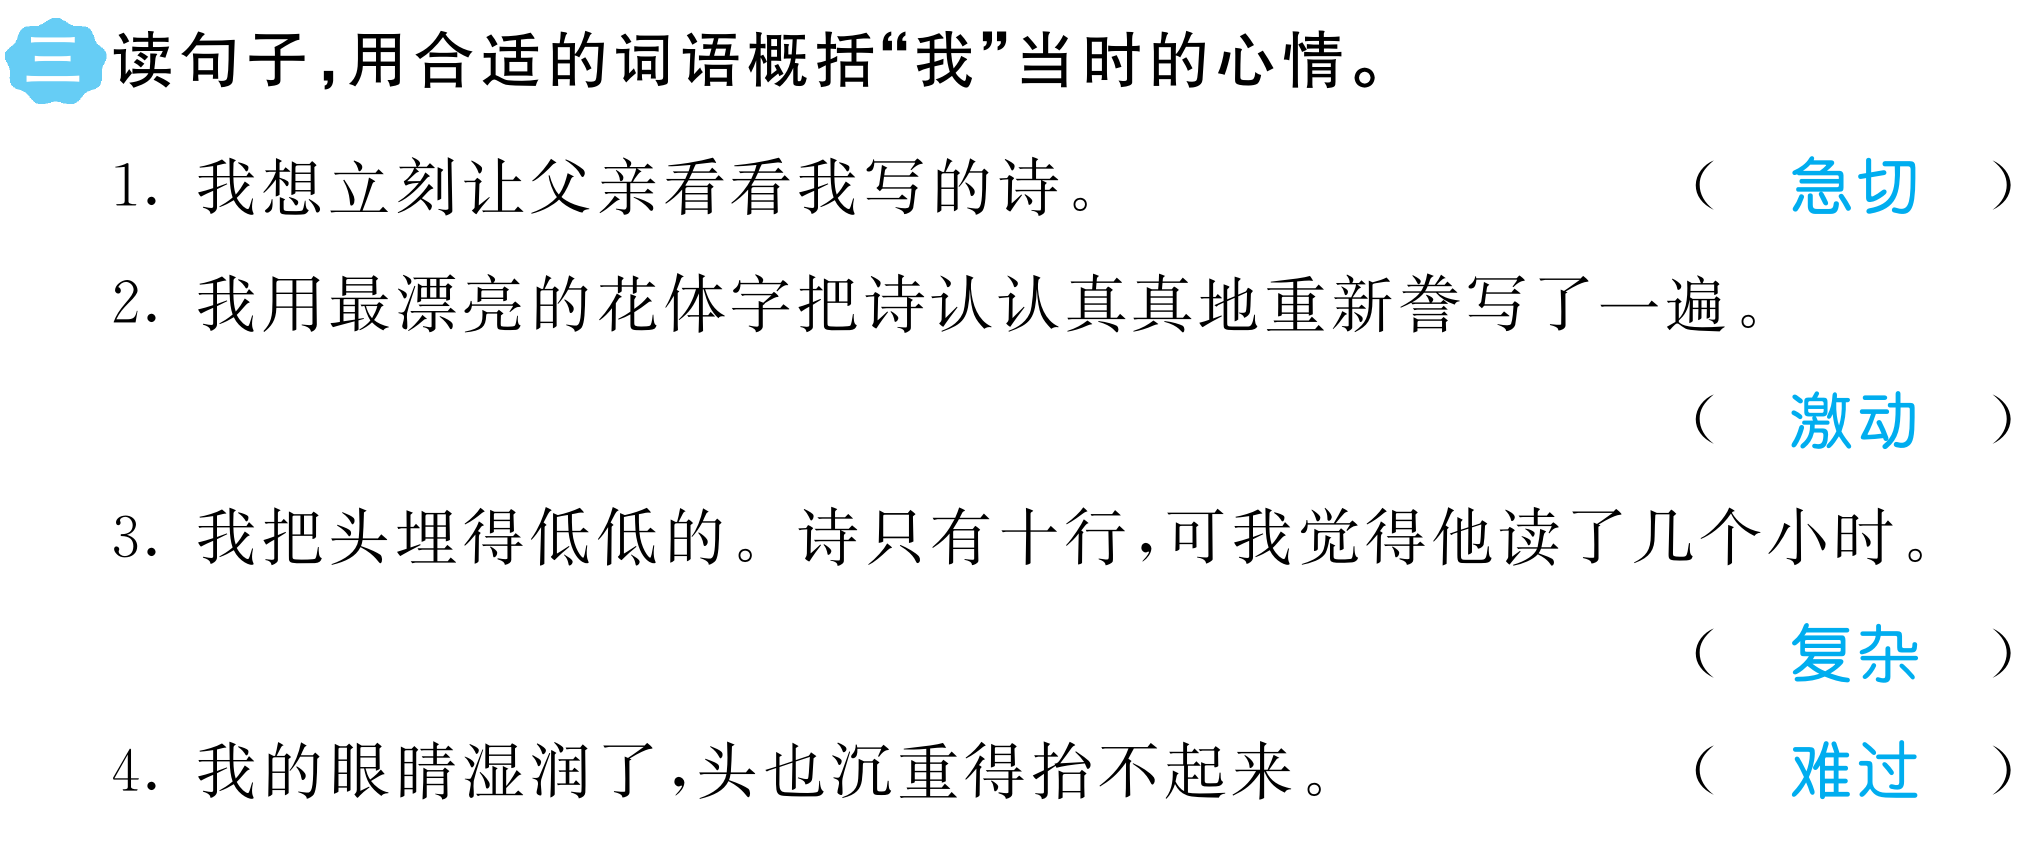 三 读句子,用合适的词语概括“我”当时的心情。
1. 我想立刻让父亲看看我写的诗。 （ 急切 ）
2. 我用最漂亮的花体字把诗认认真真地重新誊写了一遍。
（ 激动 ）
3. 我把头埋得低低的。诗只有十行,可我觉得他读了几个小时。
（ 复杂 ）
4. 我的眼睛湿润了,头也沉重得抬不起来。 （ 难过 ）